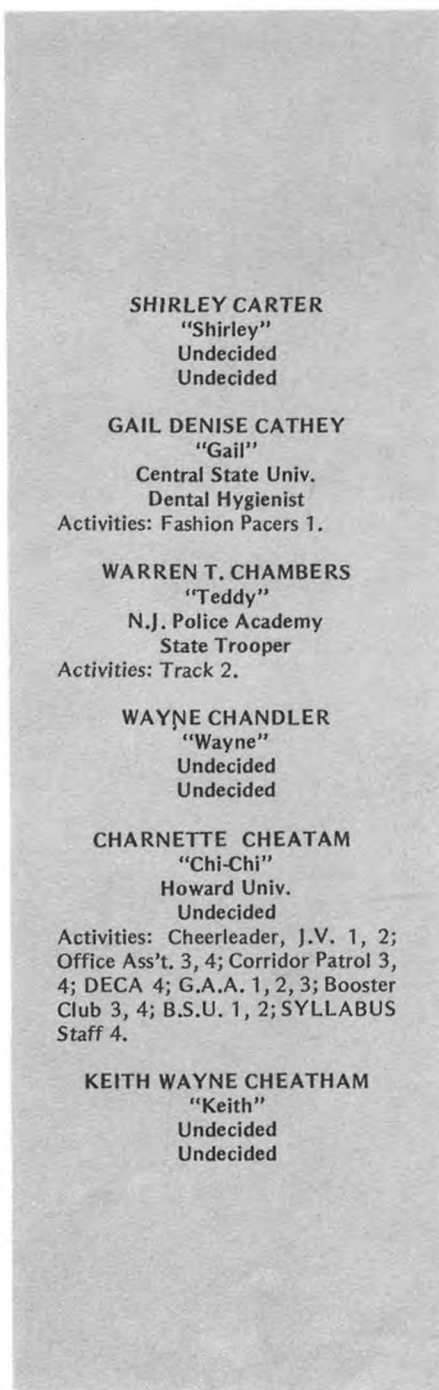 SHIRLEY CARTER
"Shirley"
Undecided
Undecided
GAIL DENISE CATHEY
"Gail"
Central State Univ.
Dental Hygienist
Activities: Fashion Pacers 1.
WARREN T. CHAMBERS
"Teddy"
N.J. Police Academy
State Trooper
Activities: Track 2.
WAYNE CHANDLER
"Wayne"
Undecided
Undecided
CHARNETTE CHEATAM
"Chi-Chi"
Howard Univ.
Undecided
Activities: Cheerleader, J.V. 1, 2;
Office Ass't. 3, 4; Corridor Patrol 3,
4; DECA 4; G.A.A. 1, 2, 3; Booster
Club 3, 4; B.S.U. 1, 2; SYLLABUS
Staff 4.
KEITH WAYNE CHEATHAM
"Keith"
Undecided
Undecided